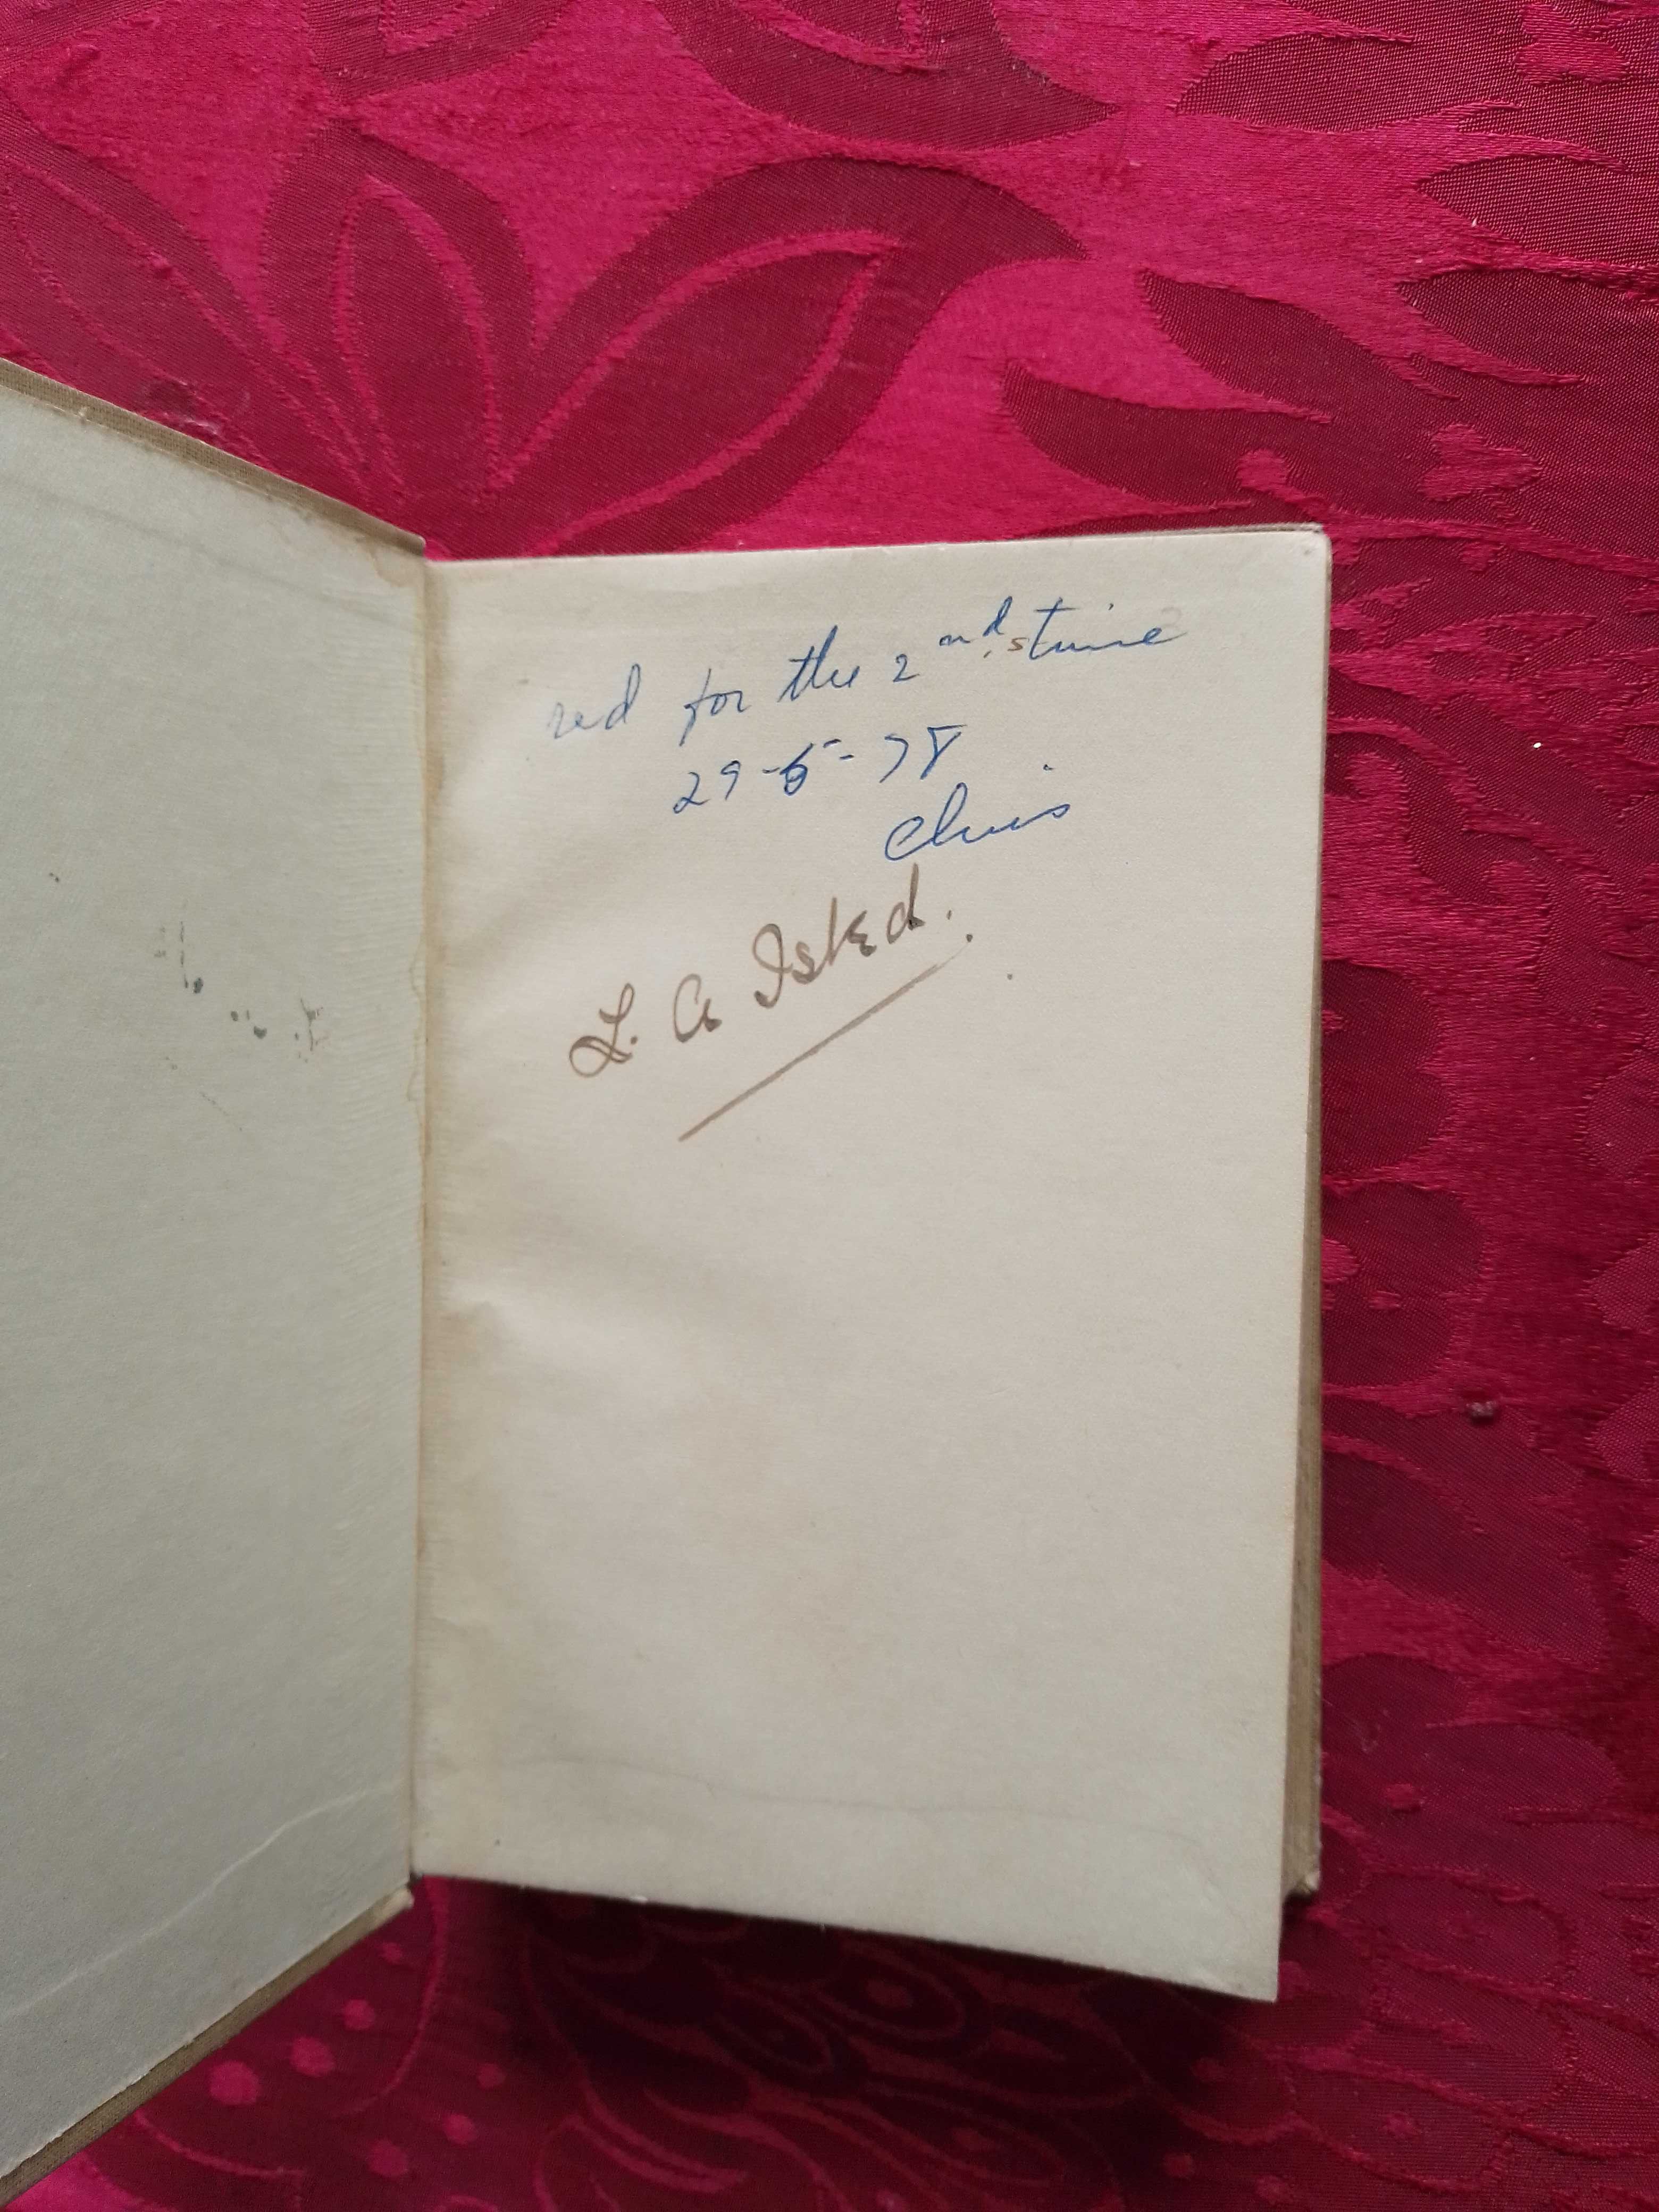 red for the 2nd time
29-5-78
Chris
L. A Isted.